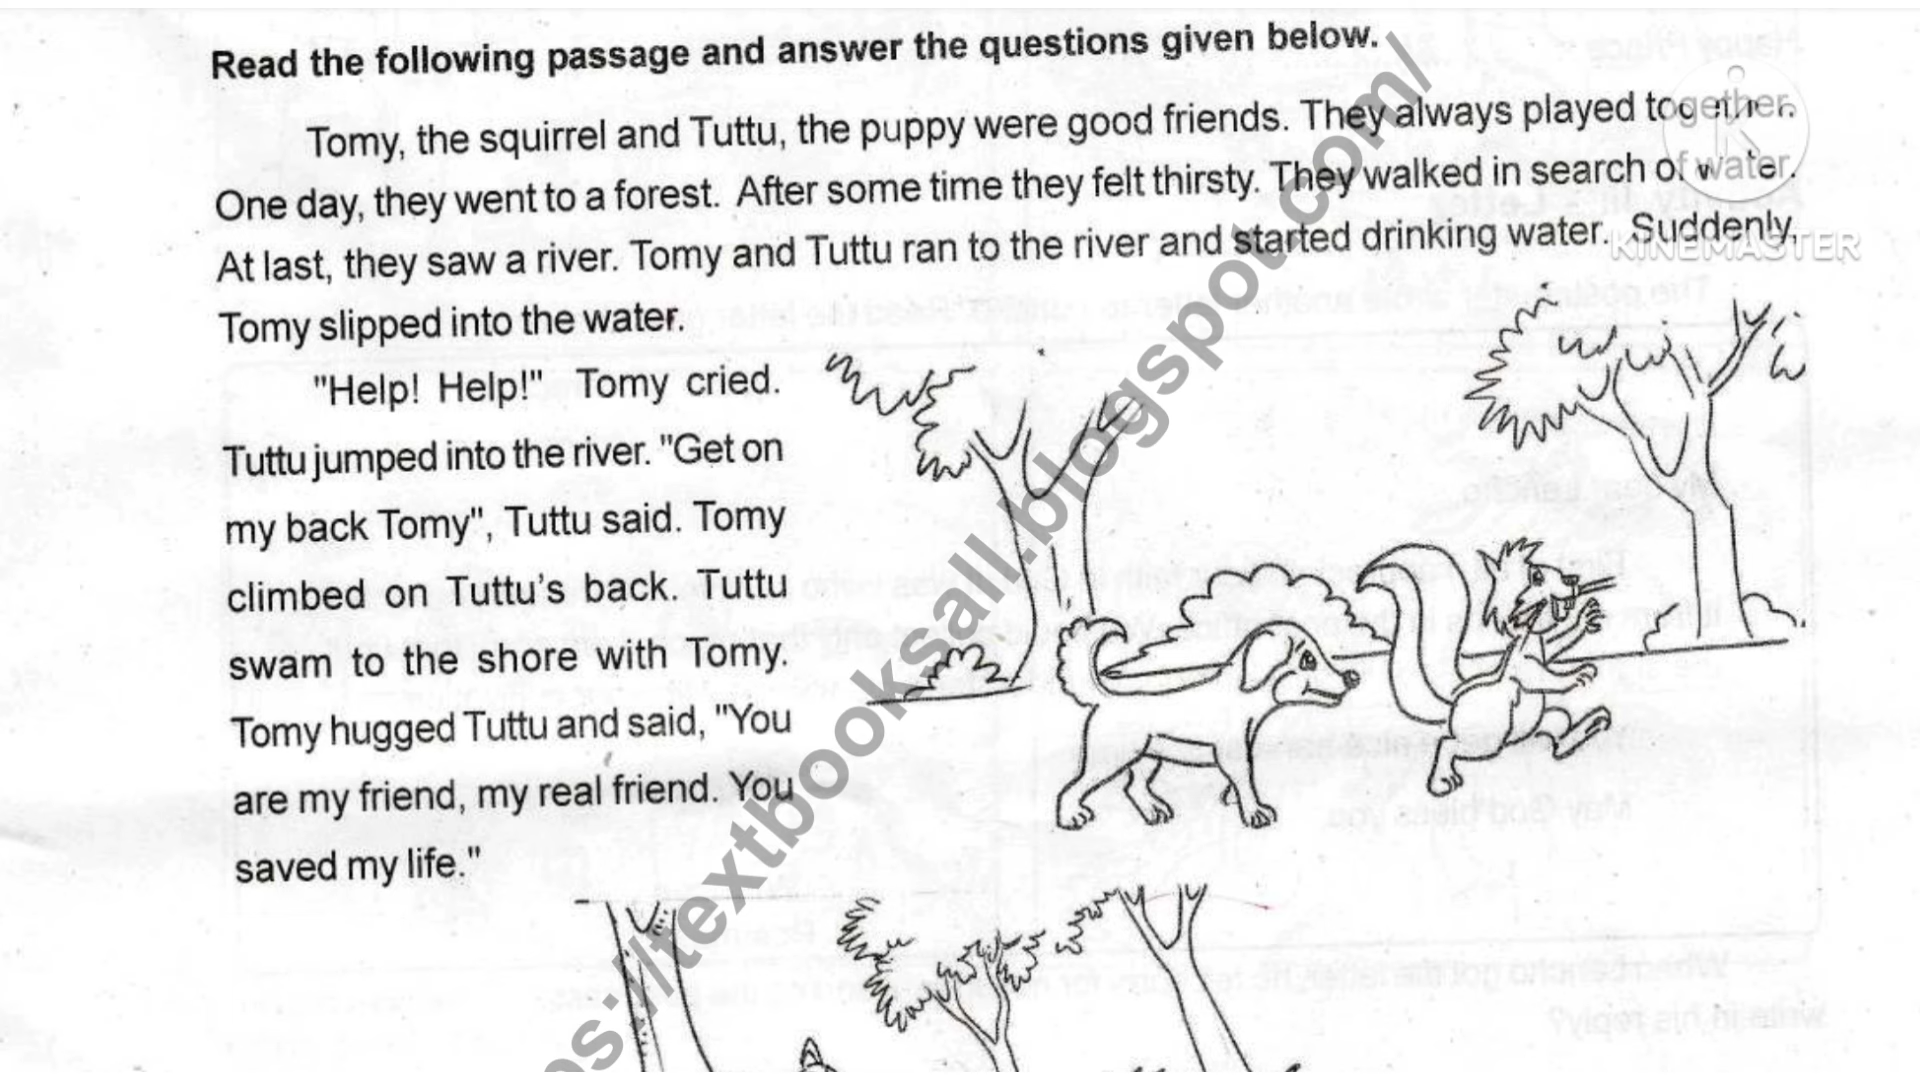 Read the following passage and answer the questions given below.
Tomy, the squirrel and Tuttu, the puppy were good friends. They always played together.
One day, they went to a forest. After some time they felt thirsty. They walked in search of water.
At last, they saw a river. Tomy and Tuttu ran to the river and started drinking water. Suddenly,
Tomy slipped into the water.
"Help! Help!" Tomy cried.
Tuttu jumped into the river. "Get on
my back Tomy", Tuttu said. Tomy
climbed on Tuttu's back. Tuttu
swam to the shore with Tomy.
Tomy hugged Tuttu and said, "You
are my friend, my real friend. You
saved my life."
K
KINEMASTER
ps://textbooksall.blogspot.com/